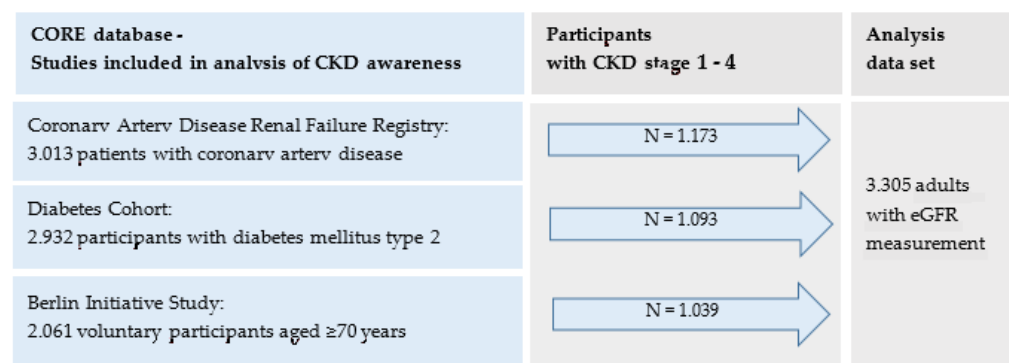 CORE database -
Studies included in analysis of CKD awareness
Participants
with CKD stage 1 - 4
Analysis
data set
Coronary Artery Disease Renal Failure Registry:
3.013 patients with coronary artery disease
N = 1.173
Diabetes Cohort:
2.932 participants with diabetes mellitus type 2
N = 1.093
Berlin Initiative Study:
2.061 voluntary participants aged ≥70 years
N = 1.039
3.305 adults
with eGFR
measurement